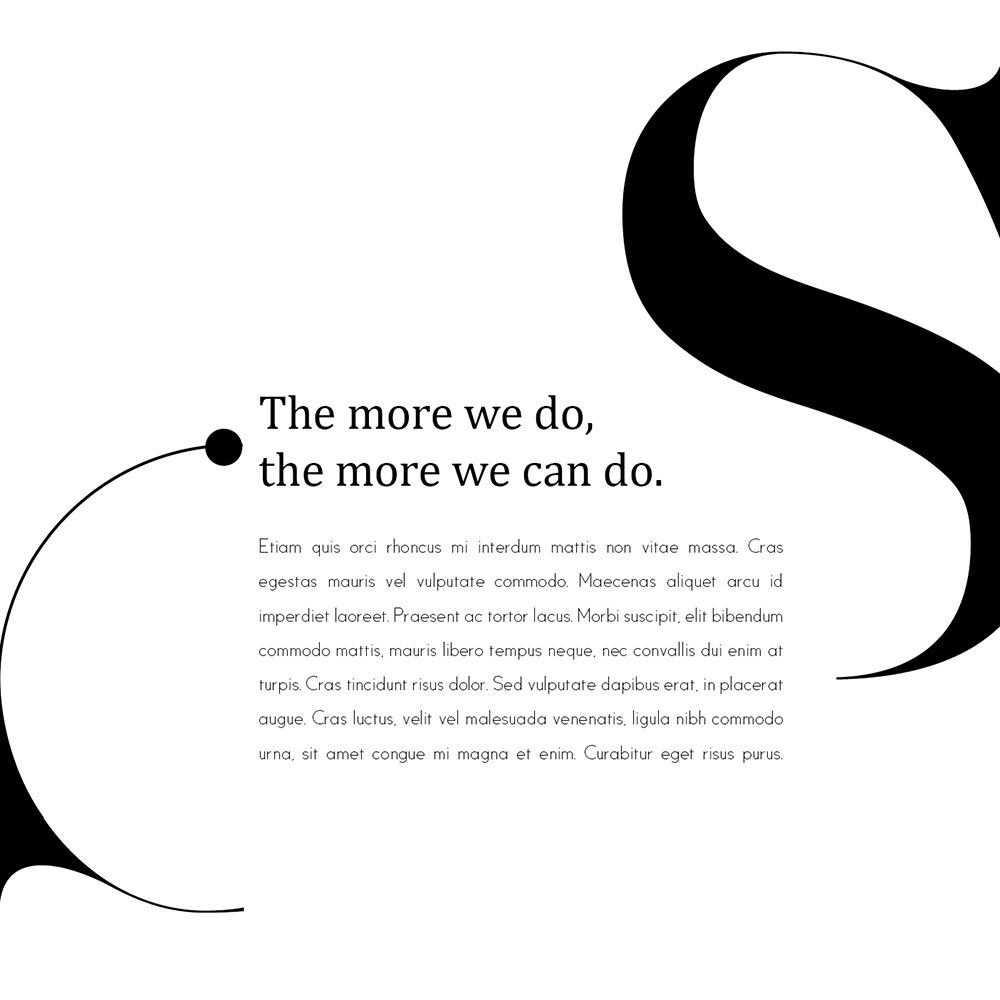 The more we do,
the more we can do.
Etiam quis orci rhoncus mi interdum mattis non vitae massa. Cras
egestas mauris vel vulputate commodo. Maecenas aliquet arcu id
imperdiet laoreet. Praesent ac tortor lacus. Morbi suscipit, elit bibendum
commodo mattis, mauris libero tempus neque, nec convallis dui enim at
turpis. Cras tincidunt risus dolor. Sed vulputate dapibus erat, in placerat
augue. Cras luctus, velit vel malesuada venenatis, ligula nibh commodo
urna, sit amet congue mi magna et enim. Curabitur eget risus purus.